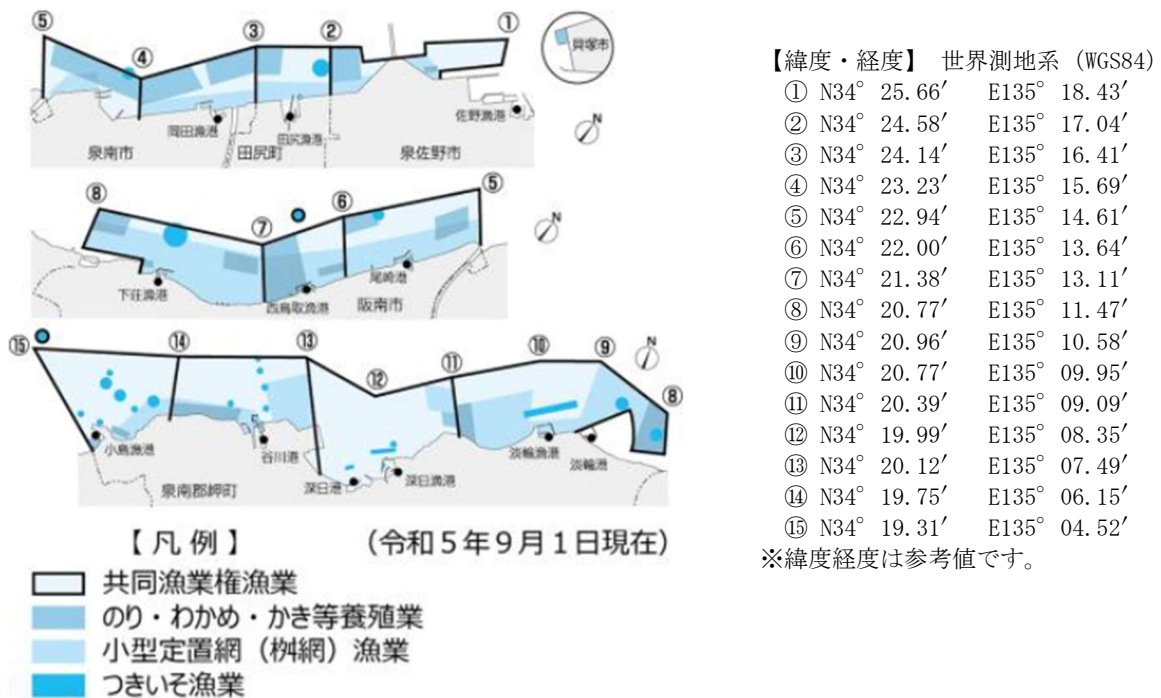 ⑤
④
③
②
①
貝塚市
岡田漁港
田尻漁港
佐野漁港
N
泉南市
田尻町
泉佐野市
⑧
⑦
⑥
⑤
N
下荘漁港
西鳥取漁港
尾崎港
阪南市
⑮
⑭
⑬
⑫
⑪
⑩
⑨
⑧
N
小島漁港
谷川港
深日港
深日漁港
淡輪漁港
淡輪港
泉南郡岬町
【凡例】 (令和5年9月1日現在)
共同漁業権漁業
のり・わかめ・かき等養殖業
小型定置網（桝網）漁業
つきいそ漁業
【緯度・経度】 世界測地系 (WGS84)
① N34° 25.66′ E135° 18.43′
② N34° 24.58′ E135° 17.04′
③ N34° 24.14′ E135° 16.41′
④ N34° 23.23′ E135° 15.69′
⑤ N34° 22.94′ E135° 14.61′
⑥ N34° 22.00′ E135° 13.64′
⑦ N34° 21.38′ E135° 13.11′
⑧ N34° 20.77′ E135° 11.47′
⑨ N34° 20.96′ E135° 10.58′
⑩ N34° 20.77′ E135° 09.95′
⑪ N34° 20.39′ E135° 09.09′
⑫ N34° 19.99′ E135° 08.35′
⑬ N34° 20.12′ E135° 07.49′
⑭ N34° 19.75′ E135° 06.15′
⑮ N34° 19.31′ E135° 04.52′
※緯度経度は参考値です。